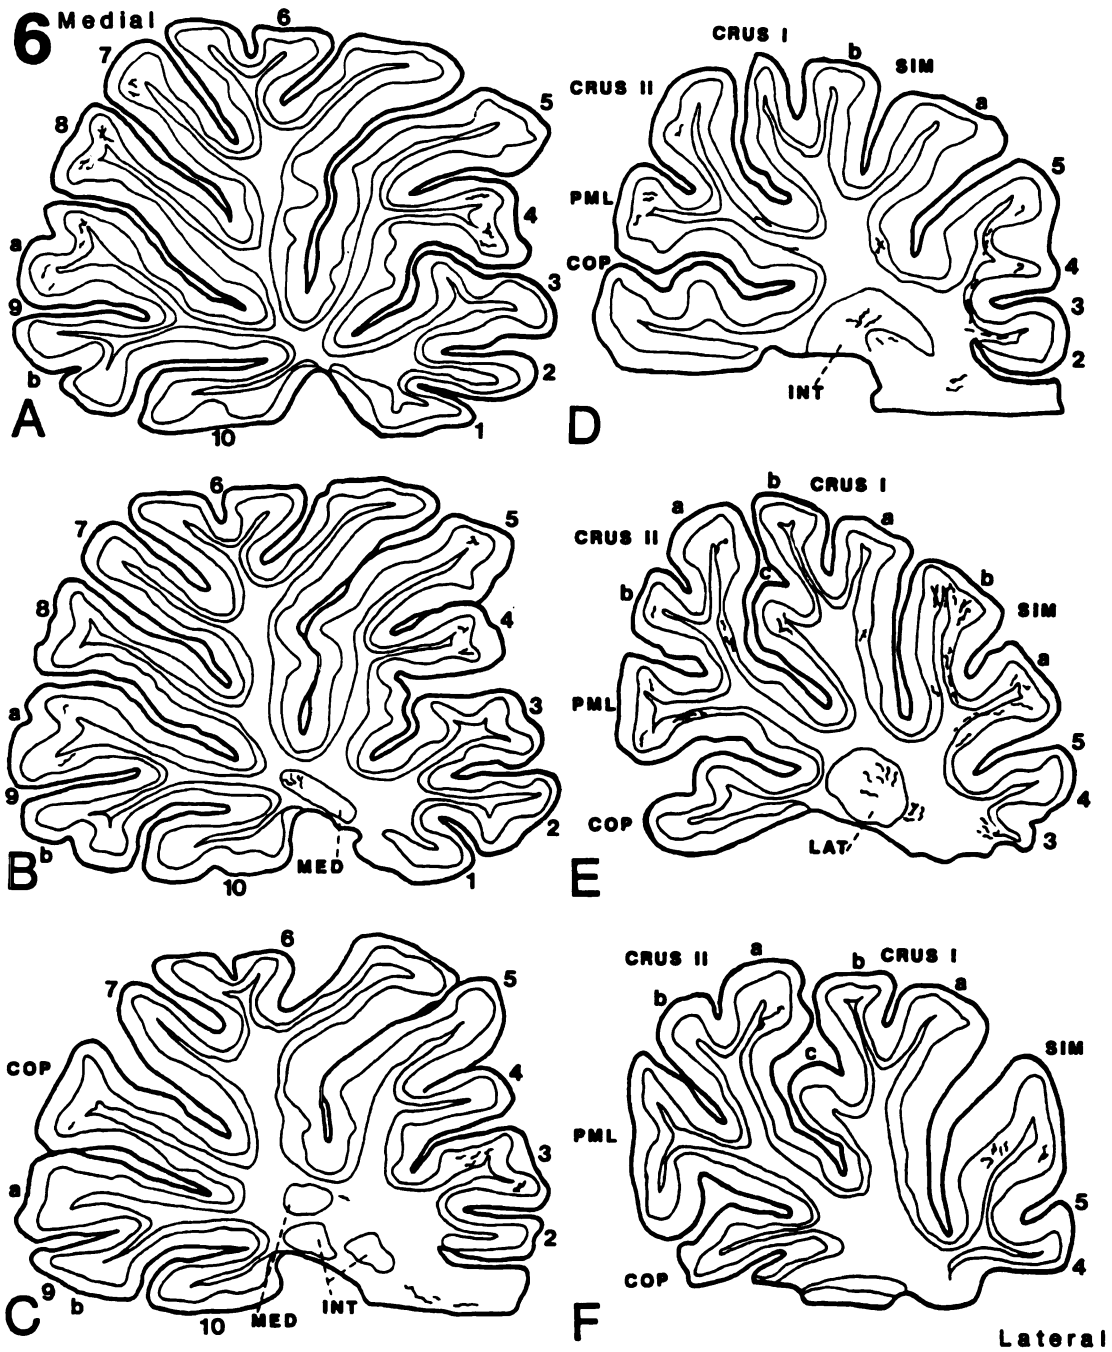 6 Medial
6
7
5
8
4
a
3
9
2
b
A
10
1
CRUS I
b
SIM
CRUS II
a
5
PML
4
COP
3
2
INT
D
6
7
5
8
4
a
3
9
2
b
MED
B
10
1
b
CRUS I
a
a
CRUS II
c
b
b
SIM
a
PML
5
4
COP
LAT
3
E
6
7
5
COP
4
3
a
2
9
b
INT
MED
C
10
a
b
CRUS I
CRUS II
a
b
c
SIM
PML
5
4
COP
F
Lateral